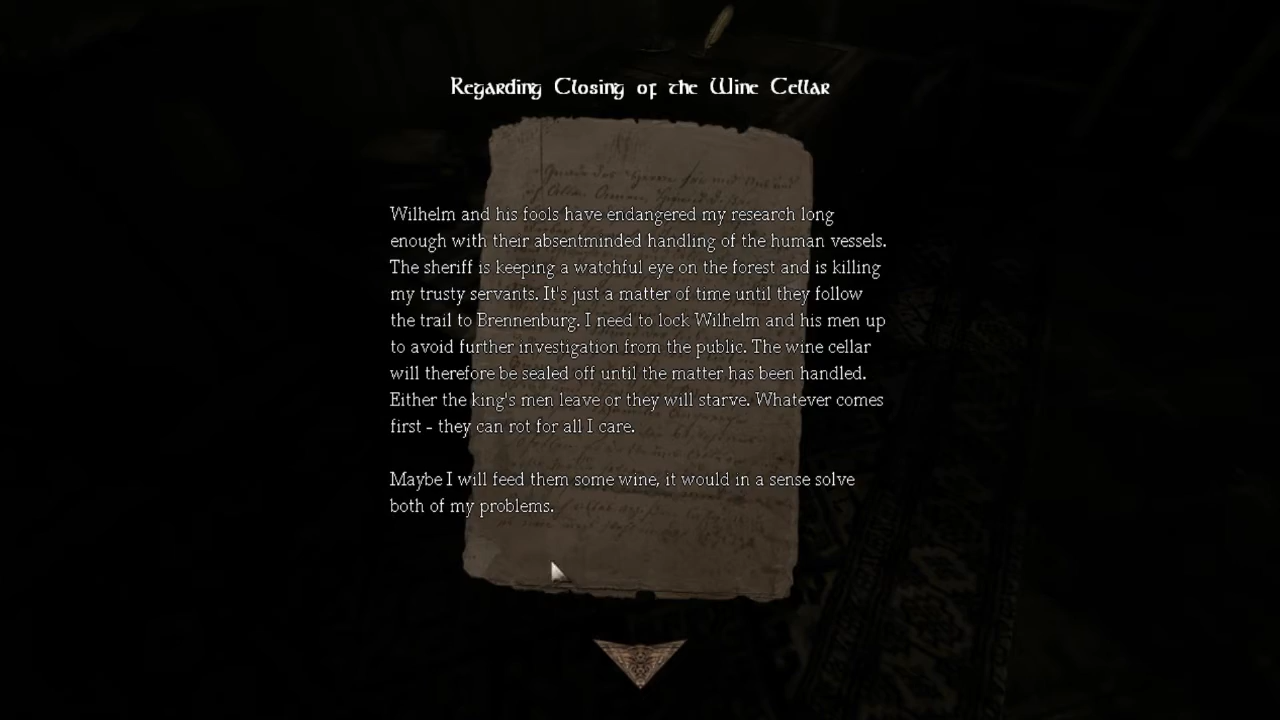 Regarding Closing of the Wine Cellar
Wilhelm and his fools have endangered my research long
enough with their absentminded handling of the human vessels.
The sheriff is keeping a watchful eye on the forest and is killing
my trusty servants. It's just a matter of time until they follow
the trail to Brennenburg. I need to lock Wilhelm and his men up
to avoid further investigation from the public. The wine cellar
will therefore be sealed off until the matter has been handled.
Either the king's men leave or they will starve. Whatever comes
first - they can rot for all I care.
Maybe I will feed them some wine, it would in a sense solve
both of my problems.